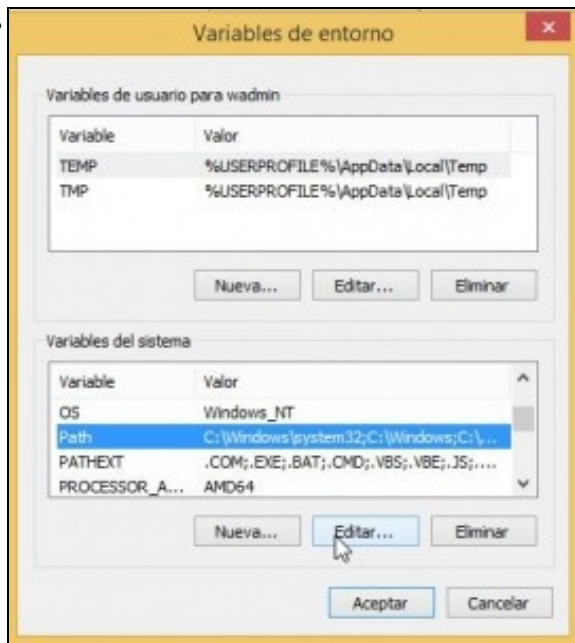 Variables de entorno
Variables de usuario para wadmin
Variable Valor
TEMP %USERPROFILE%\AppData\Local\Temp
TMP %USERPROFILE%\AppData\Local\Temp
Nueva... Editar... Eliminar
Variables del sistema
Variable Valor
OS Windows_NT
Path C:\Windows\system32;C:\Windows;C:\...
PATHEXT .COM;.EXE;.BAT;.CMD;.VBS;.VBE;.JS;....
PROCESSOR_A... AMD64
Nueva... Editar... Eliminar
Aceptar Cancelar